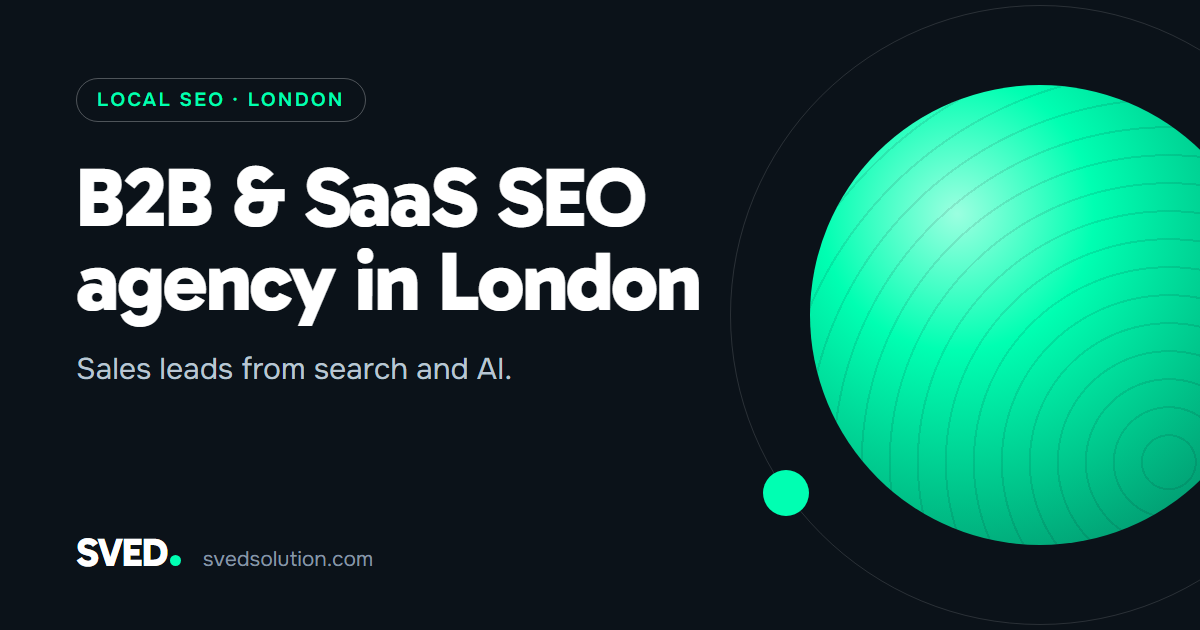 LOCAL SEO · LONDON
B2B & SaaS SEO
agency in London
Sales leads from search and AI.
SVED.
svedsolution.com